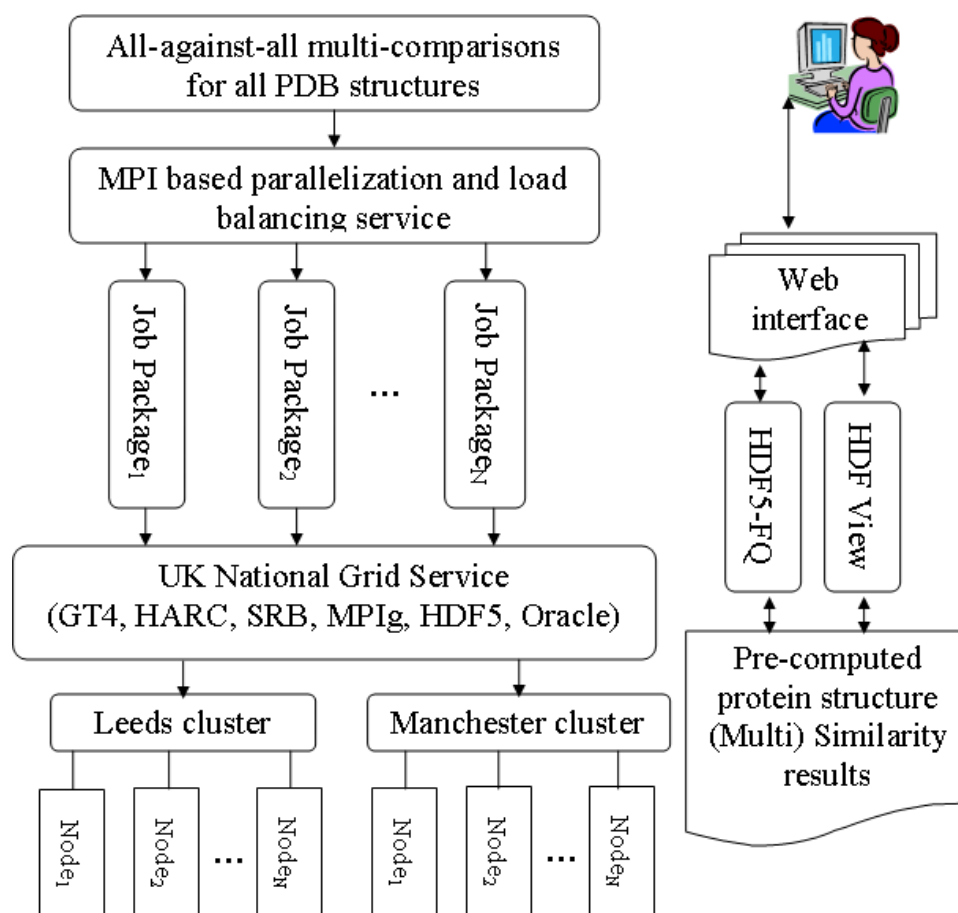 All-against-all multi-comparisons
for all PDB structures
MPI based parallelization and load
balancing service
Job Package1
Job Package2
...
Job PackageN
UK National Grid Service
(GT4, HARC, SRB, MPIg, HDF5, Oracle)
Leeds cluster
Manchester cluster
Node1
Node2
...
NodeN
Node1
Node2
...
NodeN
Web
interface
HDF5-FQ
HDF View
Pre-computed
protein structure
(Multi) Similarity
results